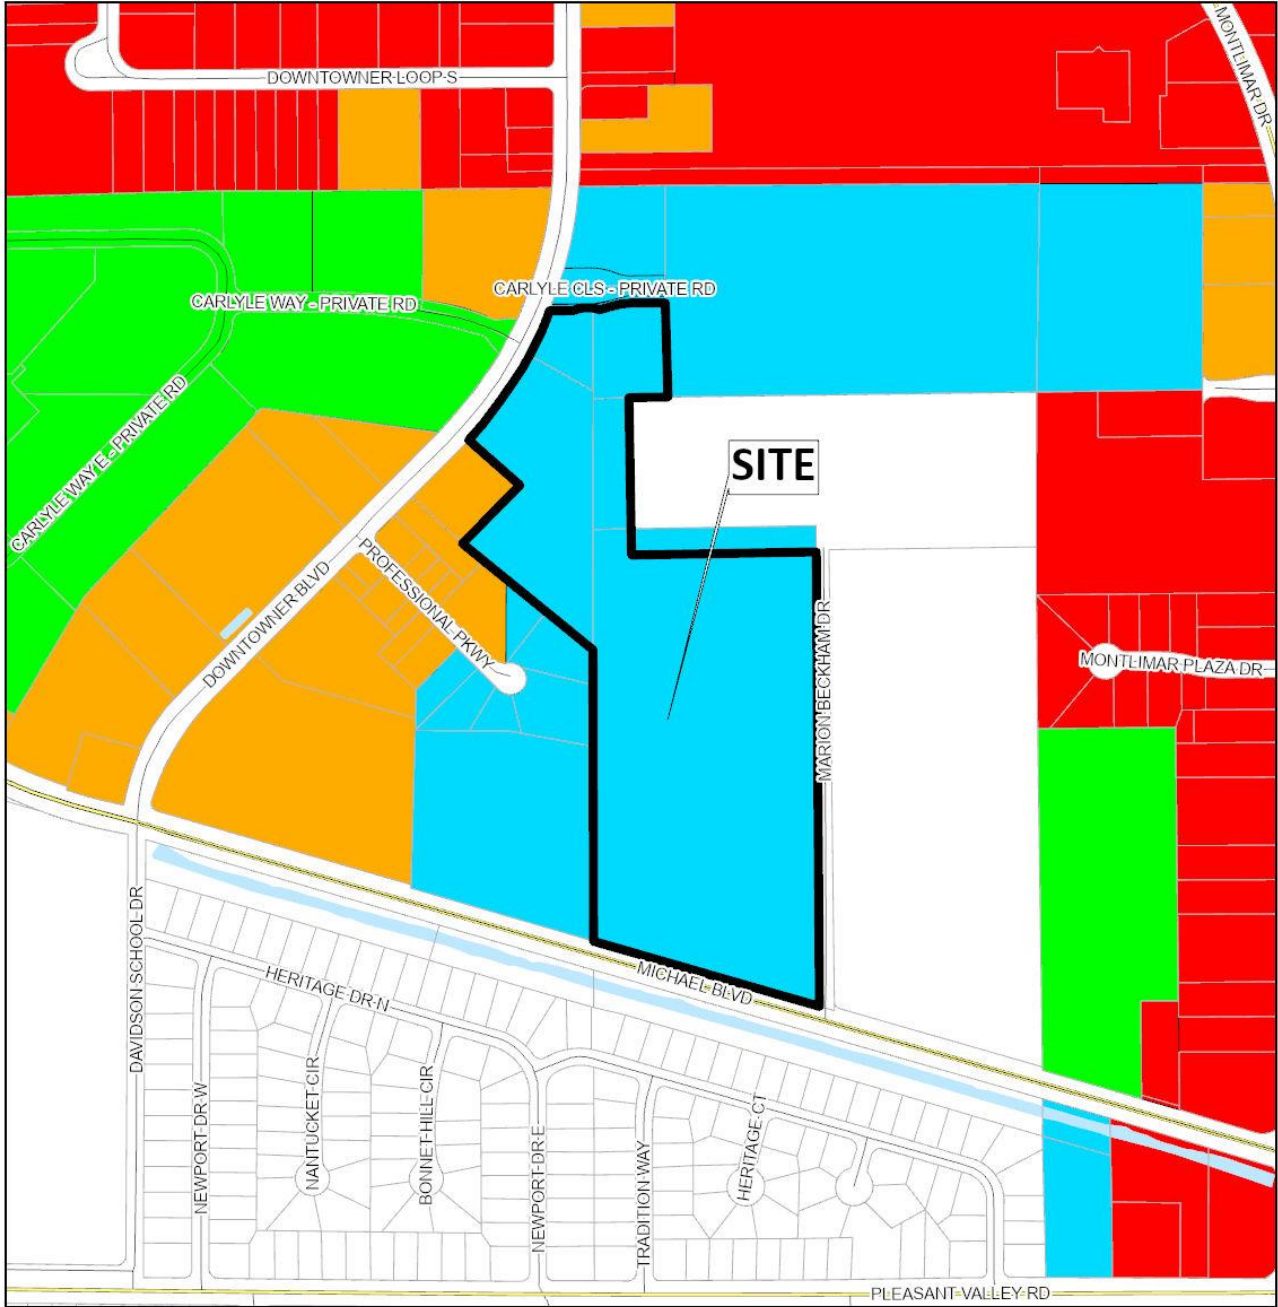 MONTLIMAR DR
DOWNTOWNER LOOP S
CARLYLE CLS - PRIVATE RD
CARLYLE WAY - PRIVATE RD
CARLYLE WAY E - PRIVATE RD
SITE
PROFESSIONAL PKWY
DOWNTOWNER BLVD
MARION BECKHAM DR
MONTLIMAR PLAZA DR
DAVIDSON SCHOOL DR
MICHAEL BLVD
HERITAGE DR N
NEWPORT DR W
NANTUCKET CIR
BONNET HILL CIR
NEWPORT DR E
TRADITION WAY
HERITAGE CT
PLEASANT VALLEY RD